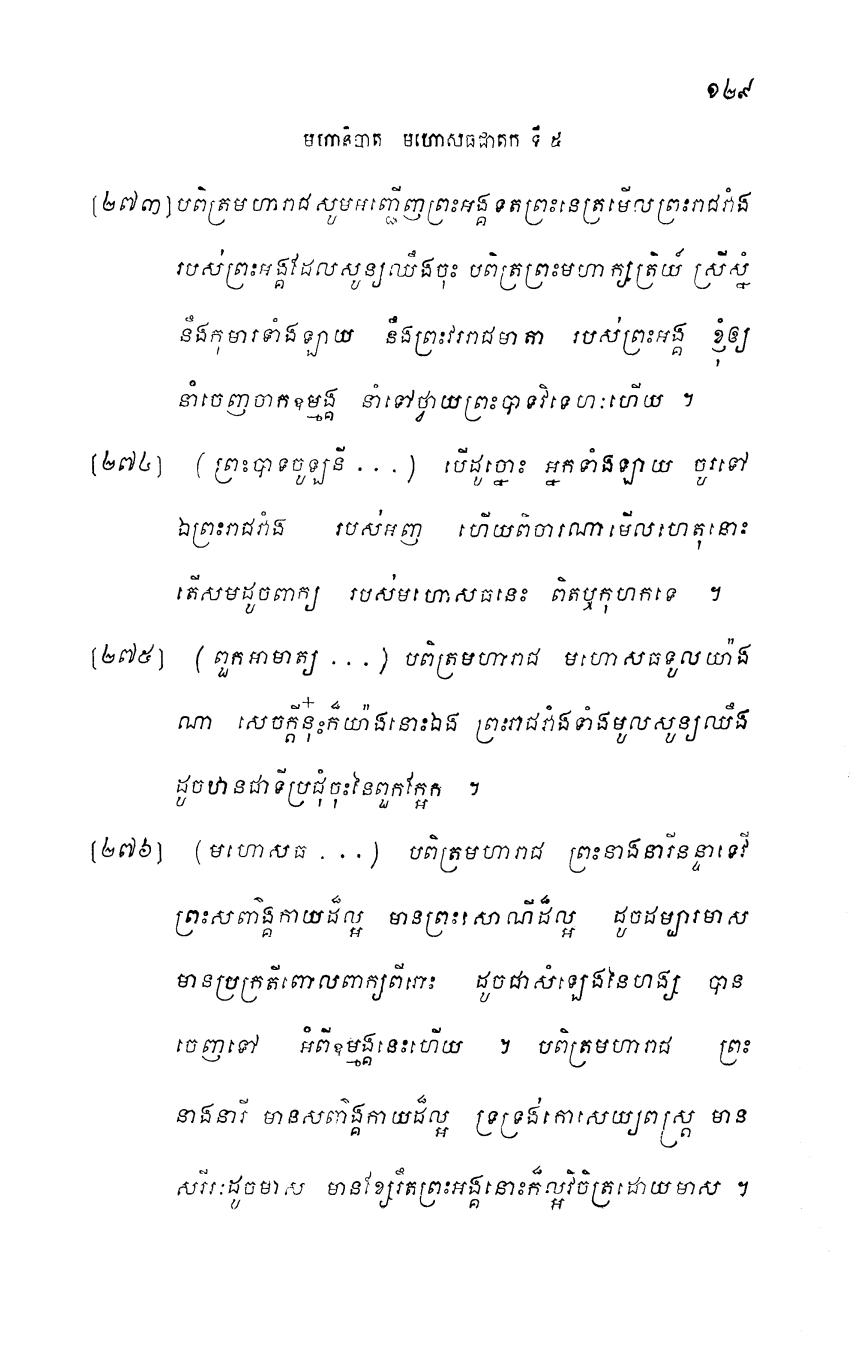 ១២៩
មហានិបាត មហោសធជាតក ទី ៥
[២៧៣] បពិត្រមហារាជ សូមអញ្ជើញព្រះអង្គទតព្រះនេត្រមើលព្រះរាជវាំង
របស់ព្រះអង្គដែលសូន្យឈឹងចុះ បពិត្រព្រះមហាក្សត្រិយ៍ ស្រីស្នំ
នឹងកុមារទាំងឡាយ នឹងព្រះវររាជមាតា របស់ព្រះអង្គ ខ្ញុំឲ្យ
នាំចេញចាកឧម្មង្គ នាំទៅថ្វាយព្រះបាទវិទេហៈហើយ ។
[២៧៤] (ព្រះបាទចូឡនី . . .) បើដូច្នោះ អ្នកទាំងឡាយ ចូរទៅ
ឯព្រះរាជវាំង របស់អញ ហើយពិចារណាមើលហេតុនោះ
តើសមដូចពាក្យ របស់មហោសធនេះ ពិតឬកុហកទេ ។
[២៧៥] (ពួកអាមាត្យ . . .) បពិត្រមហារាជ មហោសធទូលយ៉ាង
ណា សេចក្តីនុ៎ះក៏យ៉ាងនោះឯង ព្រះរាជវាំងទាំងមូលសូន្យឈឹង
ដូចឋានជាទីប្រជុំចុះនៃពួកក្អែក ។
[២៧៦] (មហោសធ . . .) បពិត្រមហារាជ ព្រះនាងនារីនន្ទាទេវី
ព្រះសពាង្គិកាយដ៏ល្អ មានព្រះសោណីដ៏ល្អ ដូចដម្បារមាស
មានប្រក្រតីពោលពាក្យពីរោះ ដូចជាសំឡេងនៃហង្ស បាន
ចេញទៅ អំពីឧម្មង្គនេះហើយ ។ បពិត្រមហារាជ ព្រះ
នាងនារី មានសពាង្គិកាយដ៏ល្អ ទ្រទ្រង់កោសេយ្យពស្ត្រ មាន
សរីរៈដូចមាស មានខ្សែរឹតព្រះអង្គនោះក៏ល្អវិចិត្រដោយមាស ។